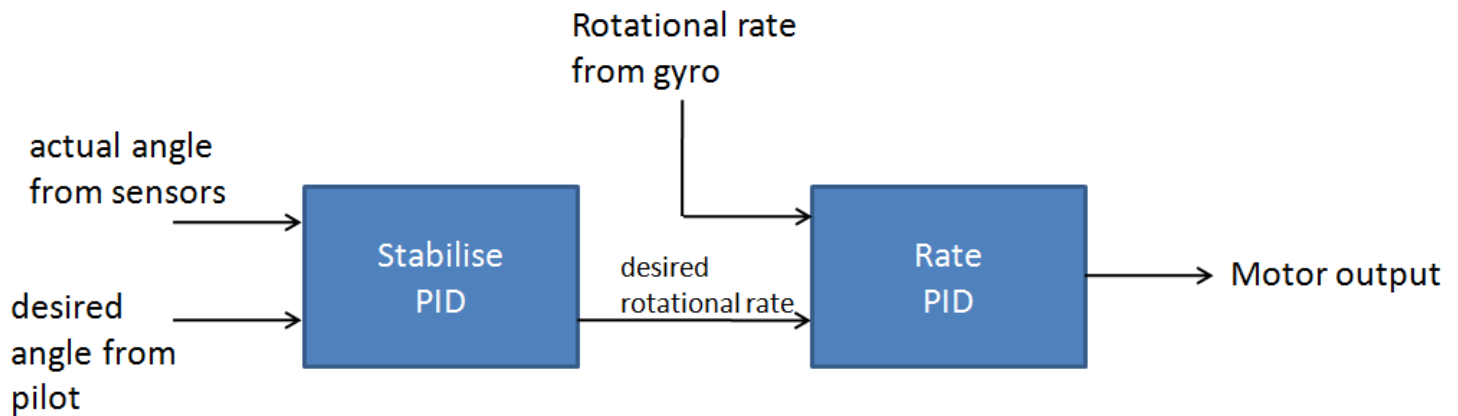 Rotational rate
from gyro
actual angle
from sensors
Stabilise
PID
desired
rotational rate
Rate
PID
Motor output
desired
angle from
pilot